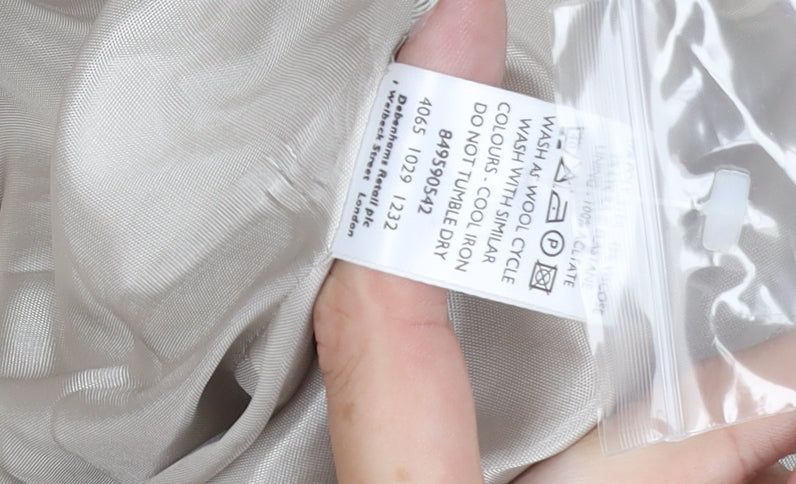 WASH AS WOOL CYCLE
WASH WITH SIMILAR
COLOURS - COOL IRON
DO NOT TUMBLE DRY
849590542
4065 1029 1232
Debenhams Retail plc
1 Welbeck Street London